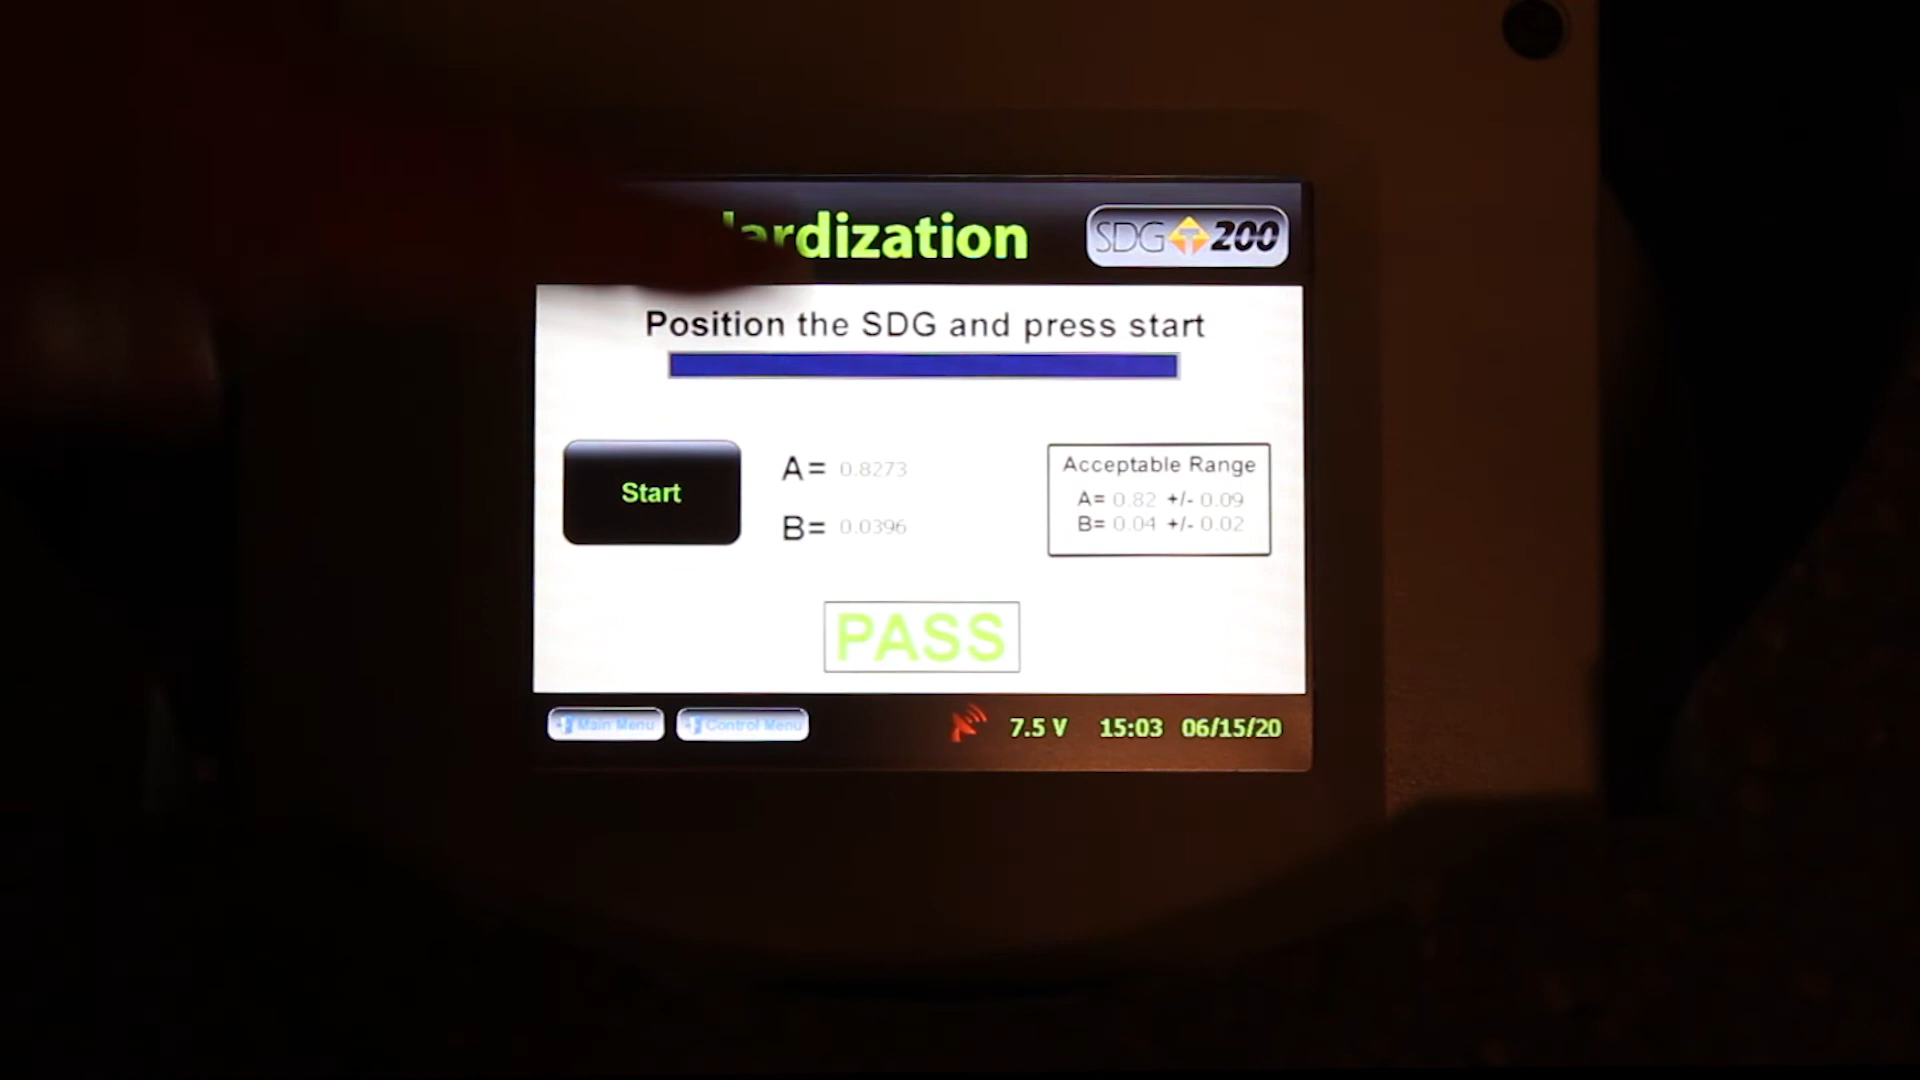 dardization
SDG 200
Position the SDG and press start
Start
A= 0.8273
B= 0.0396
Acceptable Range
A= 0.82 +/- 0.09
B= 0.04 +/- 0.02
PASS
Main Menu
Control Menu
7.5 V 15:03 06/15/20